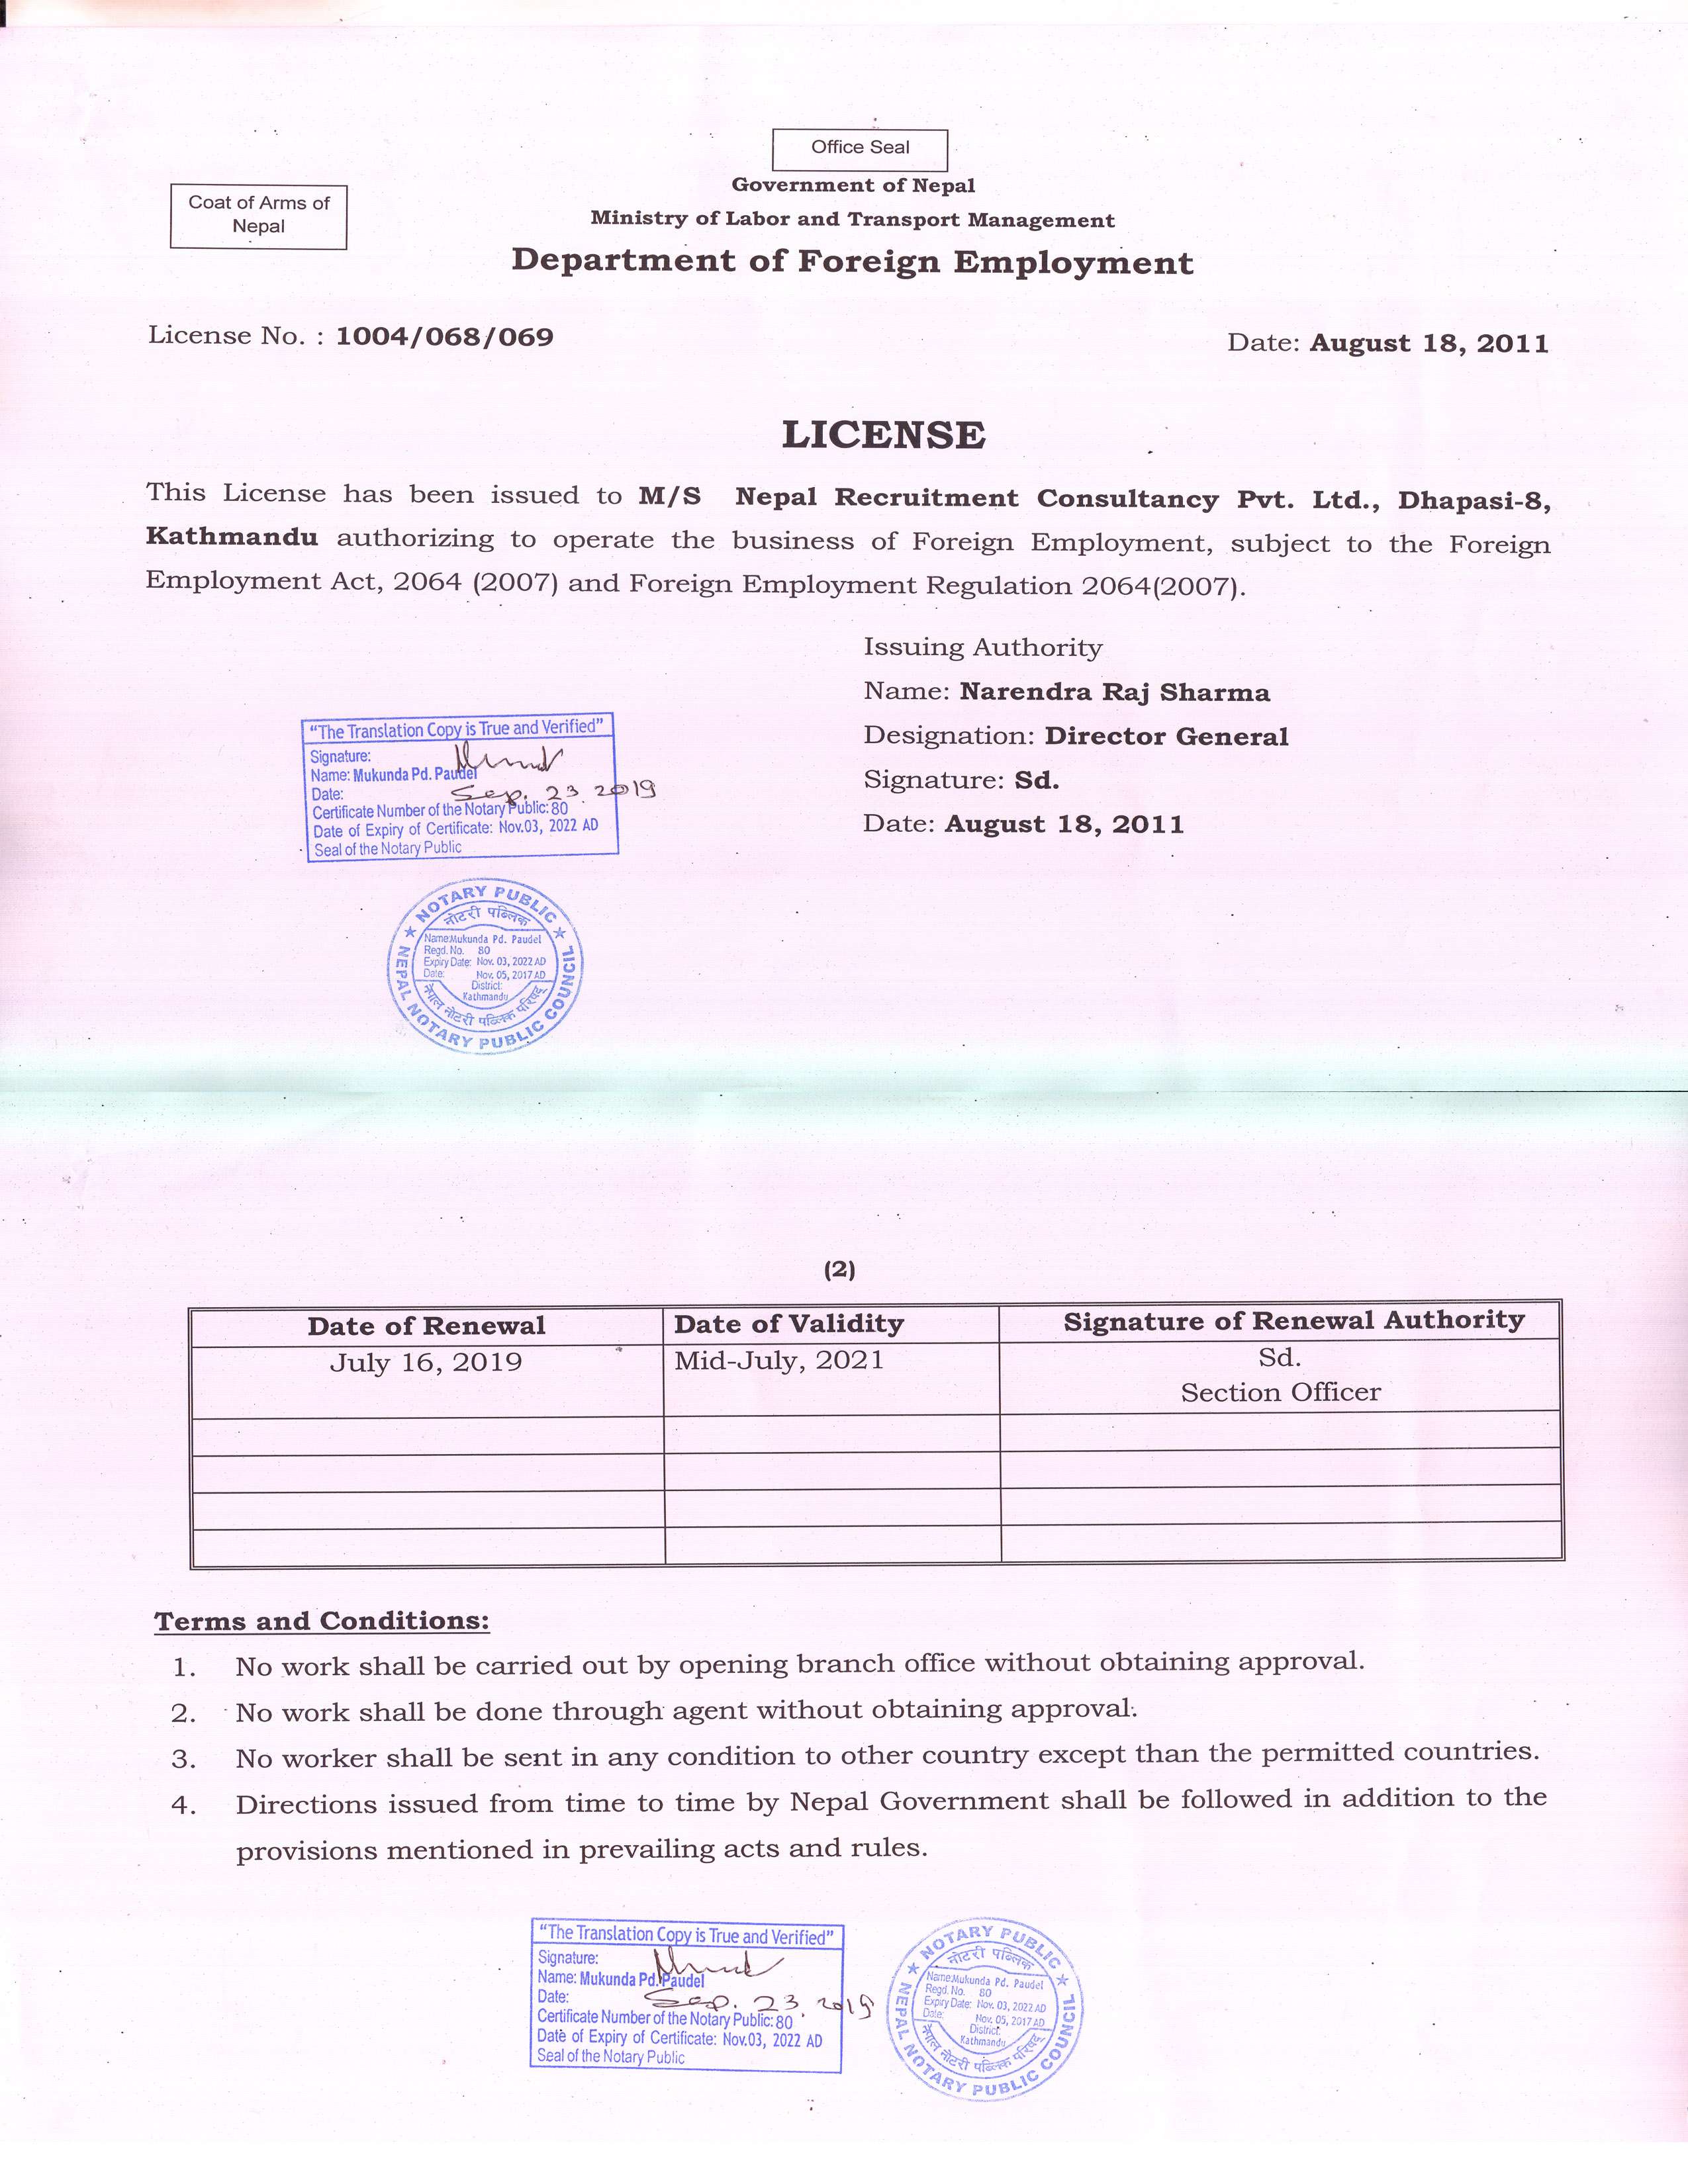 Office Seal
Coat of Arms of
Nepal
Government of Nepal
Ministry of Labor and Transport Management
Department of Foreign Employment
License No. : 1004/068/069
Date: August 18, 2011
LICENSE
This License has been issued to M/S Nepal Recruitment Consultancy Pvt. Ltd., Dhapasi-8,
Kathmandu authorizing to operate the business of Foreign Employment, subject to the Foreign
Employment Act, 2064 (2007) and Foreign Employment Regulation 2064(2007).
Issuing Authority
Name: Narendra Raj Sharma
Designation: Director General
Signature: Sd.
Date: August 18, 2011
"The Translation Copy is True and Verified"
Signature:
Name: Mukunda Pd. Paudel
Date: Sep. 23 2019
Certificate Number of the Notary Public: 80
Date of Expiry of Certificate: Nov.03, 2022 AD
Seal of the Notary Public
NOTARY PUBLIC
नोटरी पब्लिक
Name:Mukunda Pd. Paudel
Regd. No. 80
Expiry Date: Nov. 03, 2022 AD
Date: Nov. 05, 2017 AD
District:
Kathmandu
नेपाल नोटरी पब्लिक परिषद्
NEPAL NOTARY PUBLIC COUNCIL
(2)
Date of Renewal Date of Validity Signature of Renewal Authority
July 16, 2019 Mid-July, 2021 Sd.
Section Officer
Terms and Conditions:
1. No work shall be carried out by opening branch office without obtaining approval.
2. No work shall be done through agent without obtaining approval.
3. No worker shall be sent in any condition to other country except than the permitted countries.
4. Directions issued from time to time by Nepal Government shall be followed in addition to the
provisions mentioned in prevailing acts and rules.
"The Translation Copy is True and Verified"
Signature:
Name: Mukunda Pd. Paudel
Date: Sep. 23, 2019
Certificate Number of the Notary Public: 80
Date of Expiry of Certificate: Nov.03, 2022 AD
Seal of the Notary Public
NOTARY PUBLIC
नोटरी पब्लिक
Name:Mukunda Pd. Paudel
Regd. No. 80
Expiry Date: Nov. 03, 2022 AD
Date: Nov. 05, 2017 AD
District:
Kathmandu
नेपाल नोटरी पब्लिक परिषद्
NEPAL NOTARY PUBLIC COUNCIL